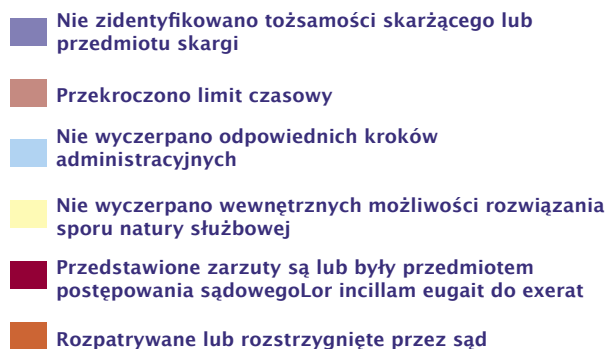 Nie zidentyfikowano tożsamości skarżącego lub
przedmiotu skargi
Przekroczono limit czasowy
Nie wyczerpano odpowiednich kroków
administracyjnych
Nie wyczerpano wewnętrznych możliwości rozwiązania
sporu natury służbowej
Przedstawione zarzuty są lub były przedmiotem
postępowania sądowegoLor incillam eugait do exerat
Rozpatrywane lub rozstrzygnięte przez sąd